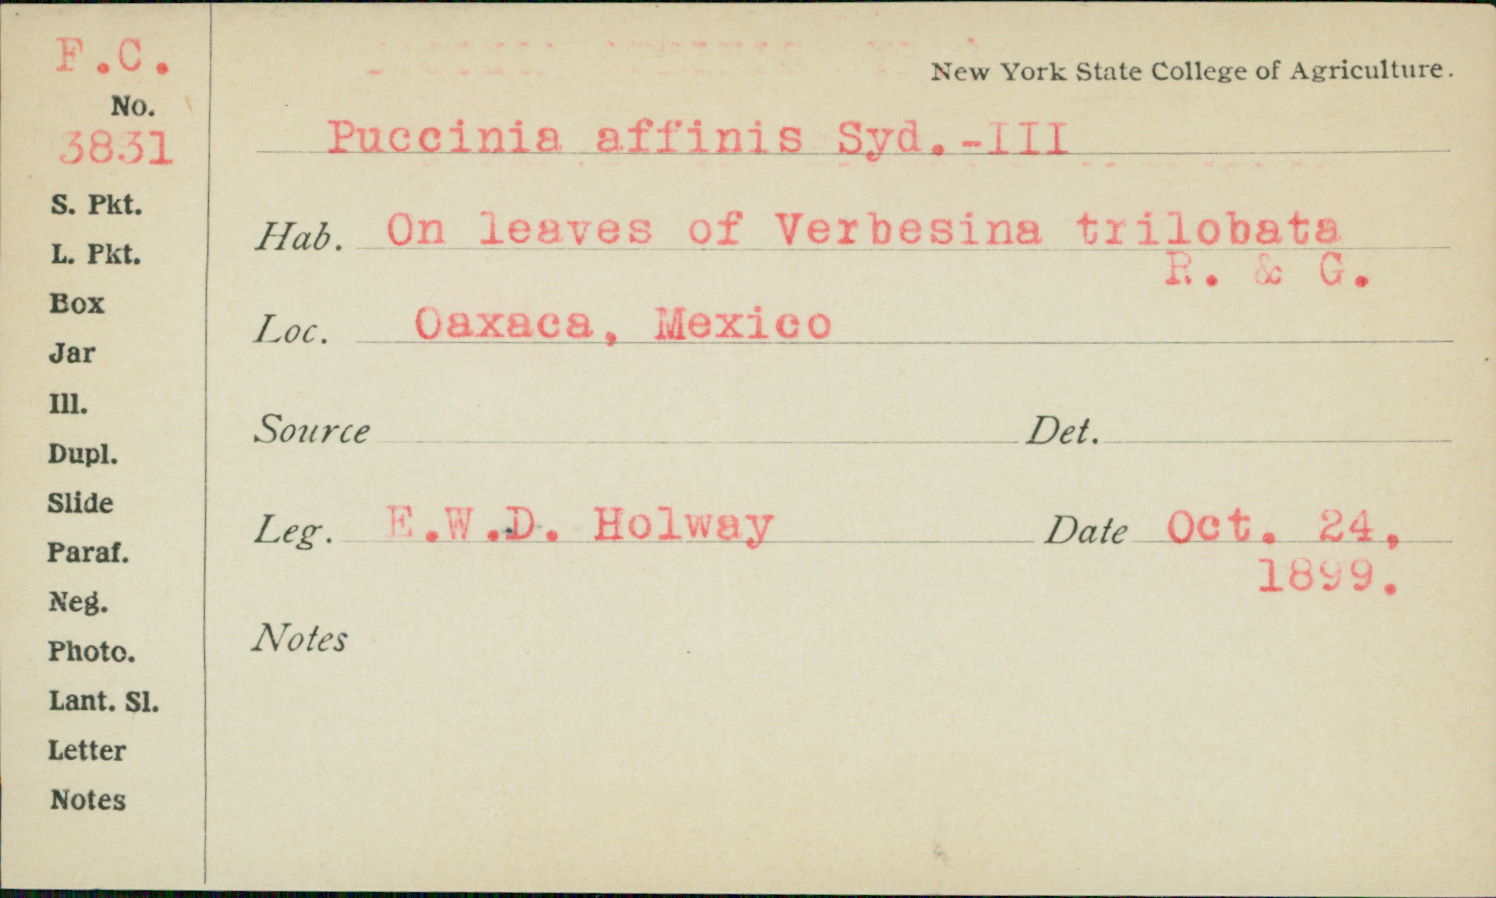 F.C.
No.
3831
S. Pkt.
L. Pkt.
Box
Jar
Ill.
Dupl.
Slide
Paraf.
Neg.
Photo.
Lant. Sl.
Letter
Notes
New York State College of Agriculture.
Puccinia affinis Syd.-III
Hab. On leaves of Verbesina trilobata
R. & G.
Loc. Oaxaca, Mexico
Source Det.
Leg. E.W.D. Holway Date Oct. 24,
1899.
Notes